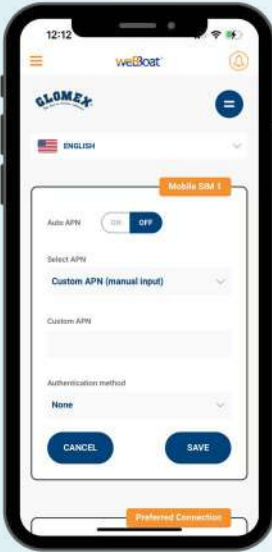 12:12
weBBoat
GLOMEX
ENGLISH
Mobile SIM 1
Auto APN ON OFF
Select APN
Custom APN (manual input)
Custom APN
Authentication method
None
CANCEL SAVE
Preferred Connection